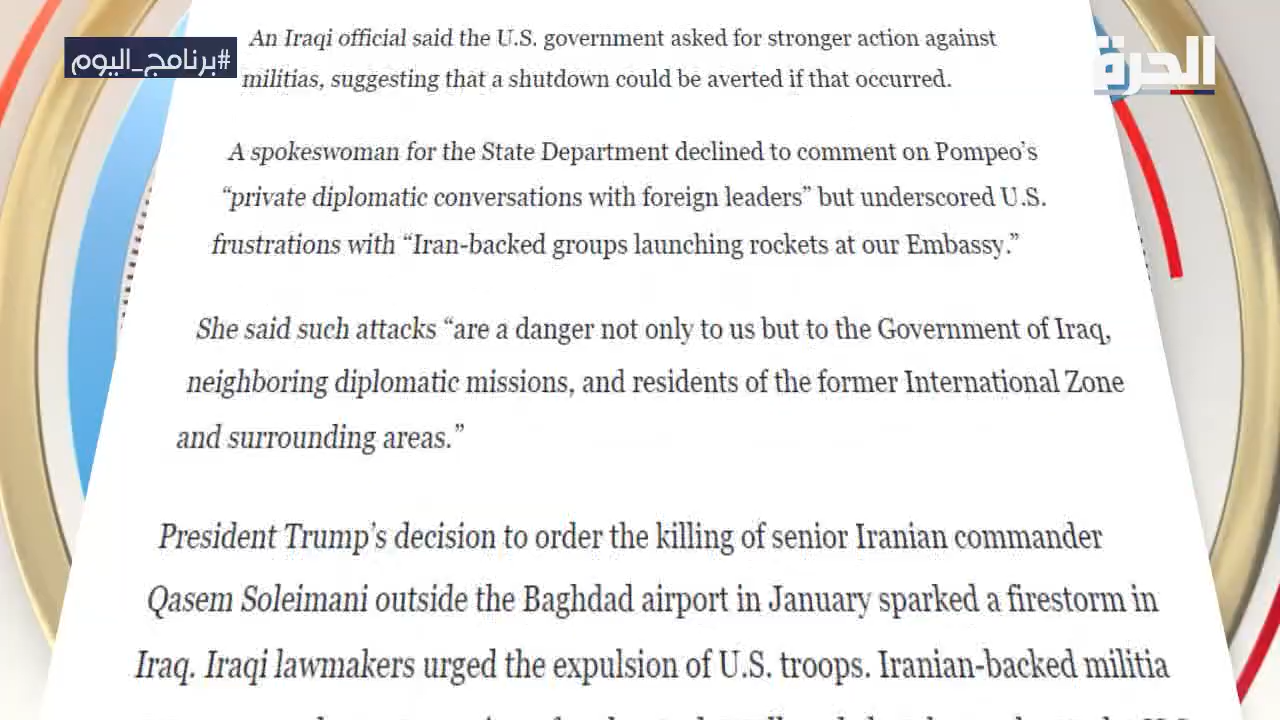 #برنامج_اليوم
الحرة
An Iraqi official said the U.S. government asked for stronger action against
militias, suggesting that a shutdown could be averted if that occurred.
A spokeswoman for the State Department declined to comment on Pompeo's
“private diplomatic conversations with foreign leaders” but underscored U.S.
frustrations with “Iran-backed groups launching rockets at our Embassy.”
She said such attacks “are a danger not only to us but to the Government of Iraq,
neighboring diplomatic missions, and residents of the former International Zone
and surrounding areas.”
President Trump's decision to order the killing of senior Iranian commander
Qasem Soleimani outside the Baghdad airport in January sparked a firestorm in
Iraq. Iraqi lawmakers urged the expulsion of U.S. troops. Iranian-backed militia